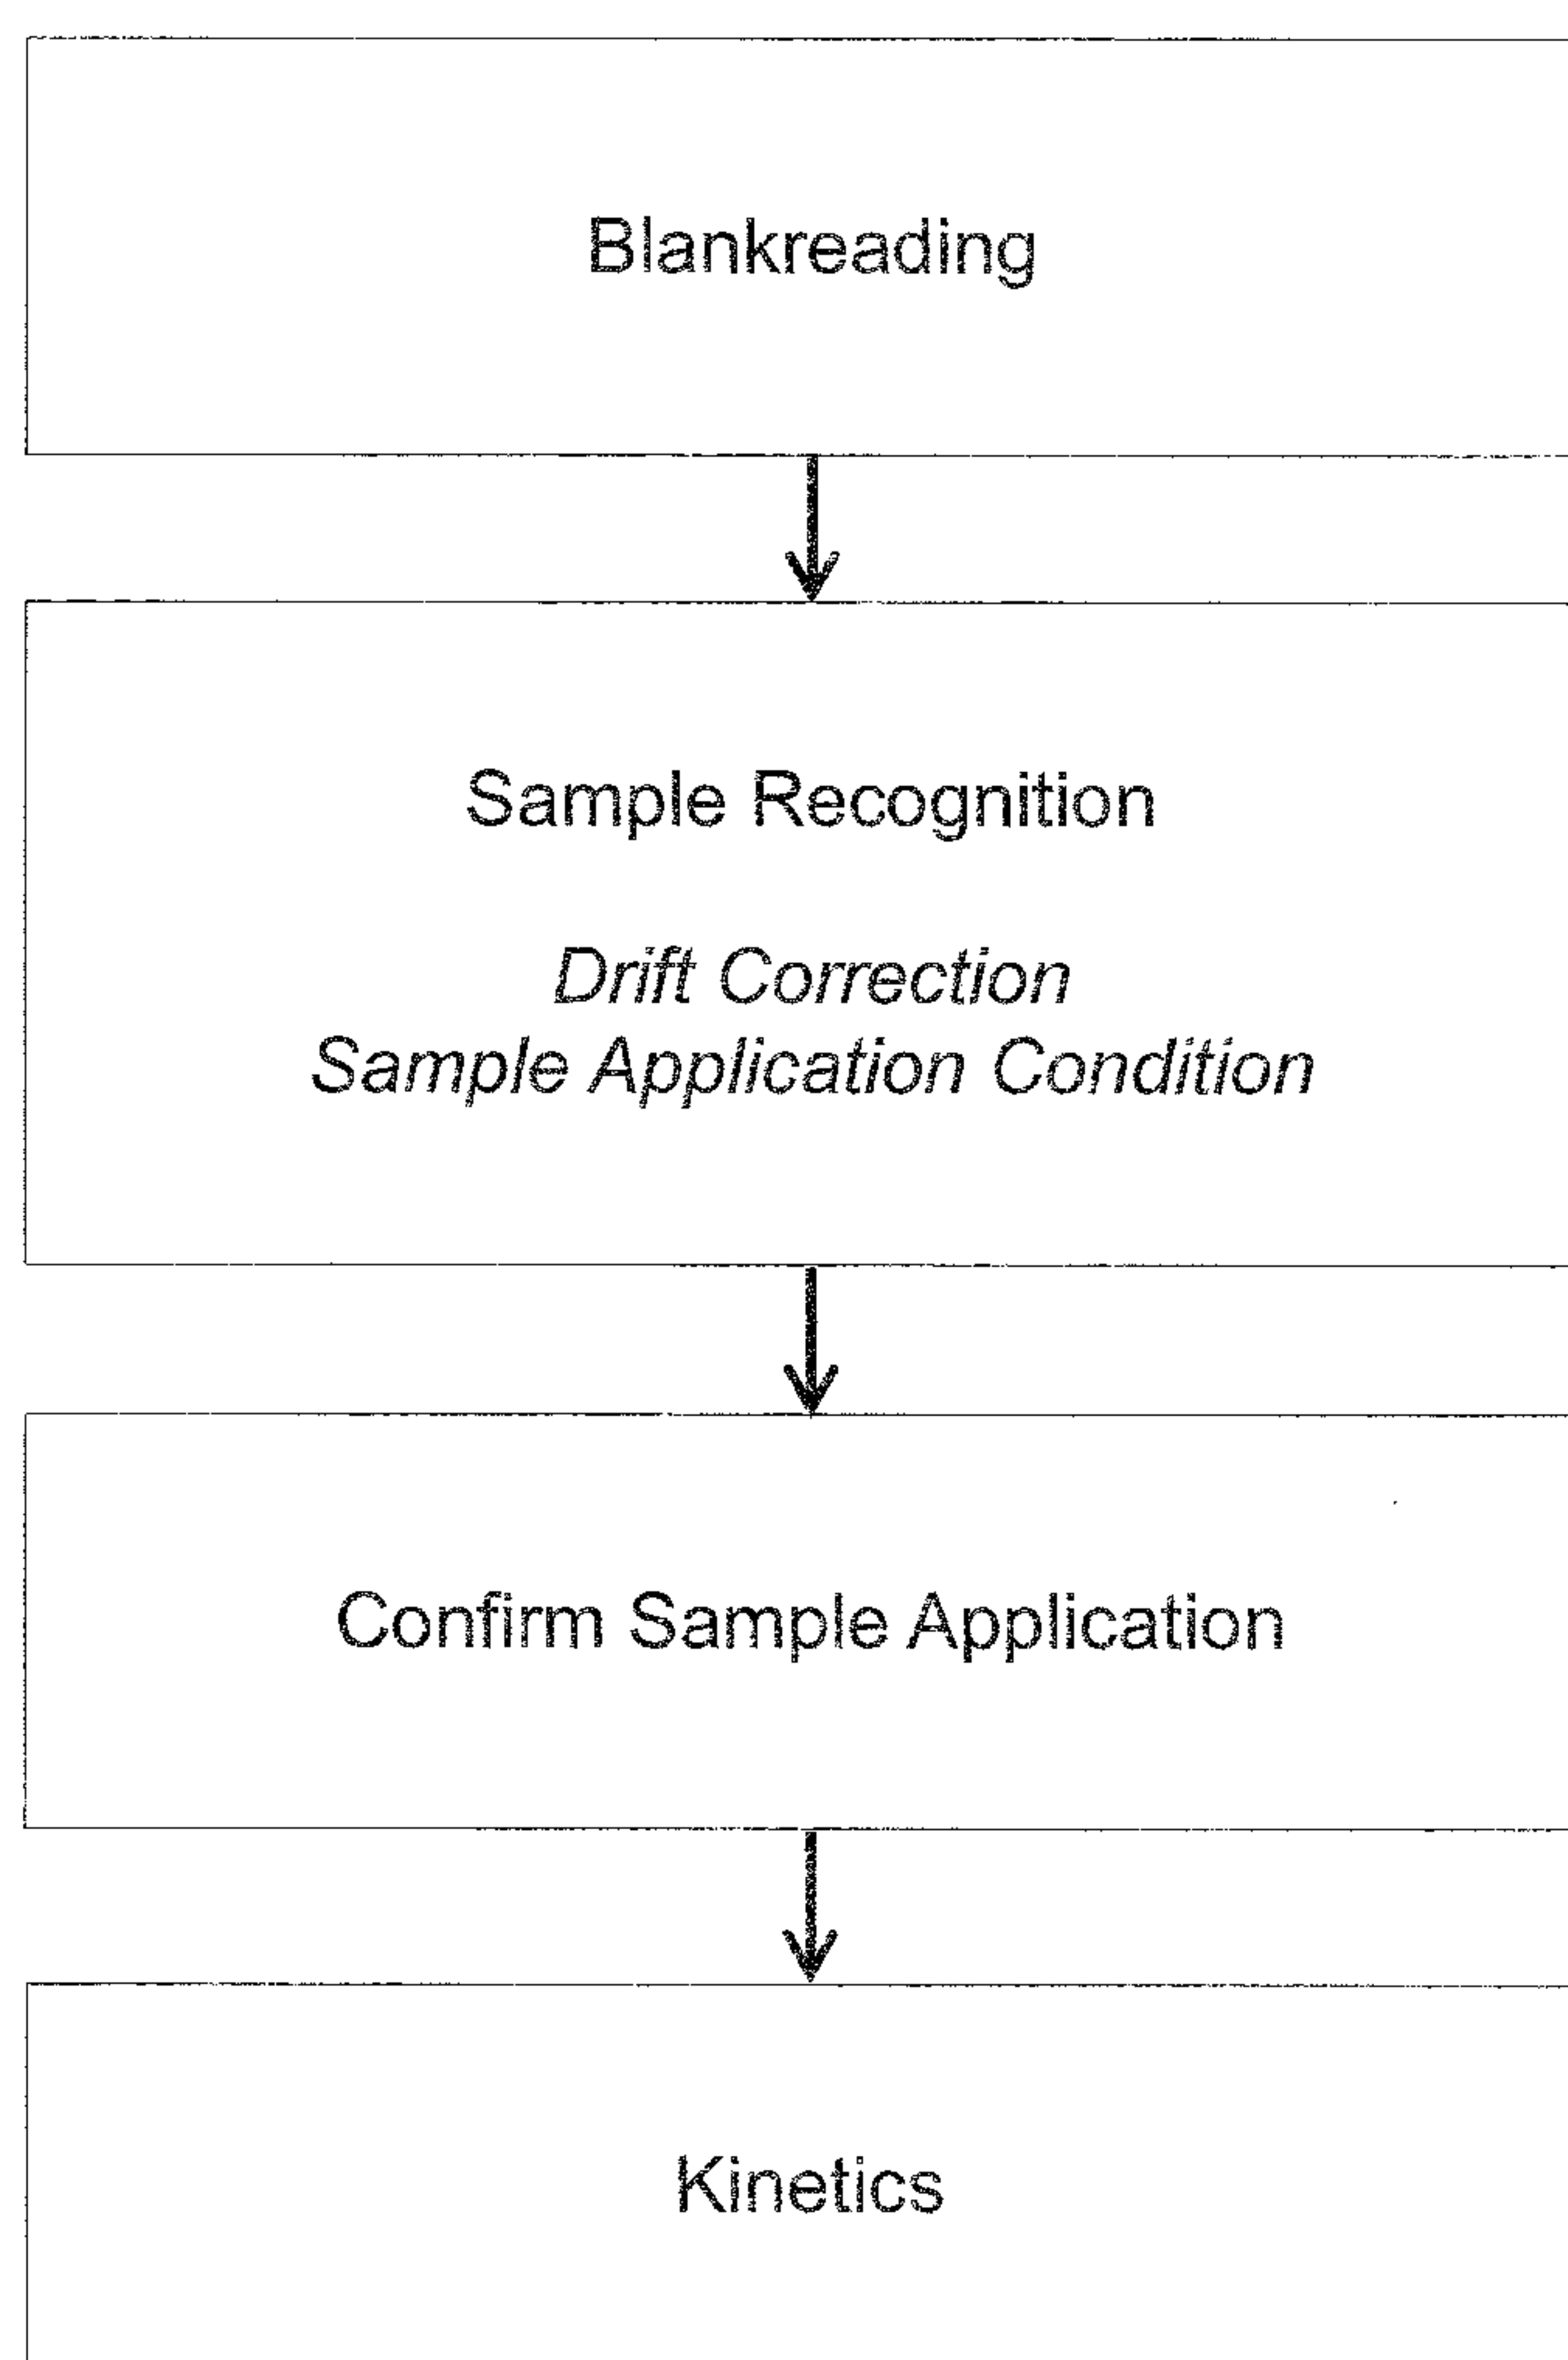 Blankreading
Sample Recognition
Drift Correction
Sample Application Condition
Confirm Sample Application
Kinetics